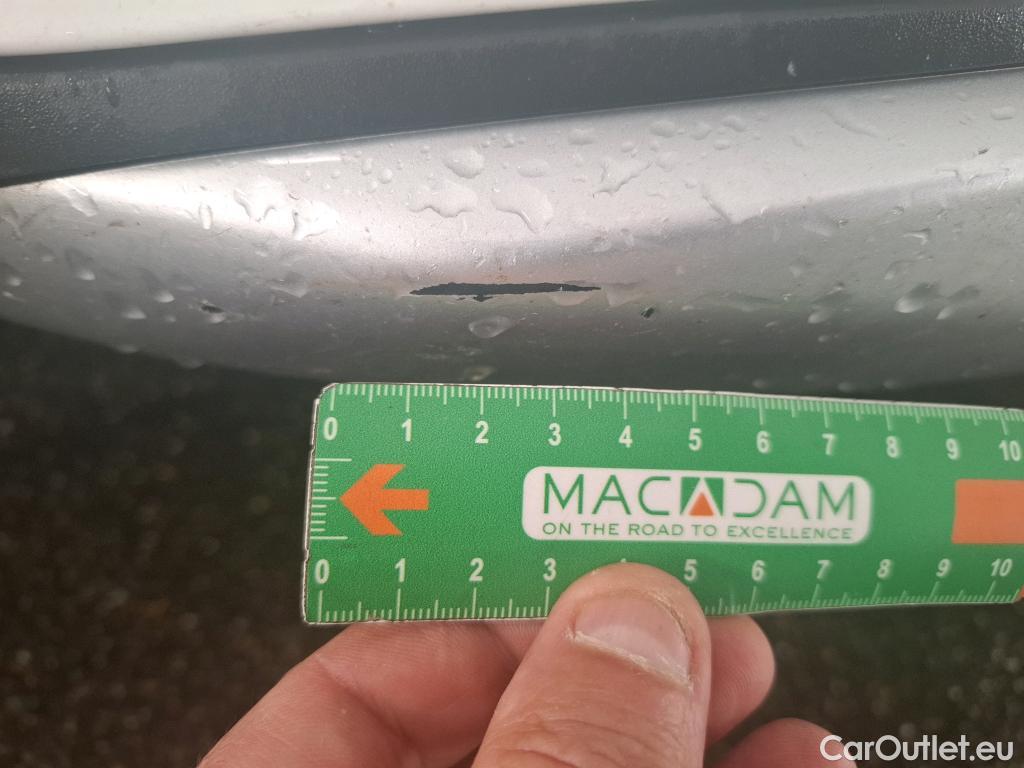 0 1 2 3 4 5 6 7 8 9 10
MACADAM
ON THE ROAD TO EXCELLENCE
0 1 2 3 5 6 7 8 9 10
CarOutlet.eu